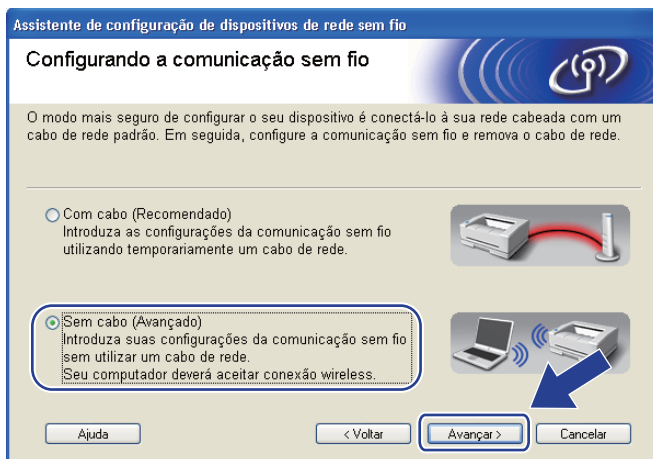 Assistente de configuração de dispositivos de rede sem fio
Configurando a comunicação sem fio
O modo mais seguro de configurar o seu dispositivo é conectá-lo à sua rede cabeada com um
cabo de rede padrão. Em seguida, configure a comunicação sem fio e remova o cabo de rede.
Com cabo (Recomendado)
Introduza as configurações da comunicação sem fio
utilizando temporariamente um cabo de rede.
Sem cabo (Avançado)
Introduza suas configurações da comunicação sem fio
sem utilizar um cabo de rede.
Seu computador deverá aceitar conexão wireless.
Ajuda
< Voltar
Avançar >
Cancelar